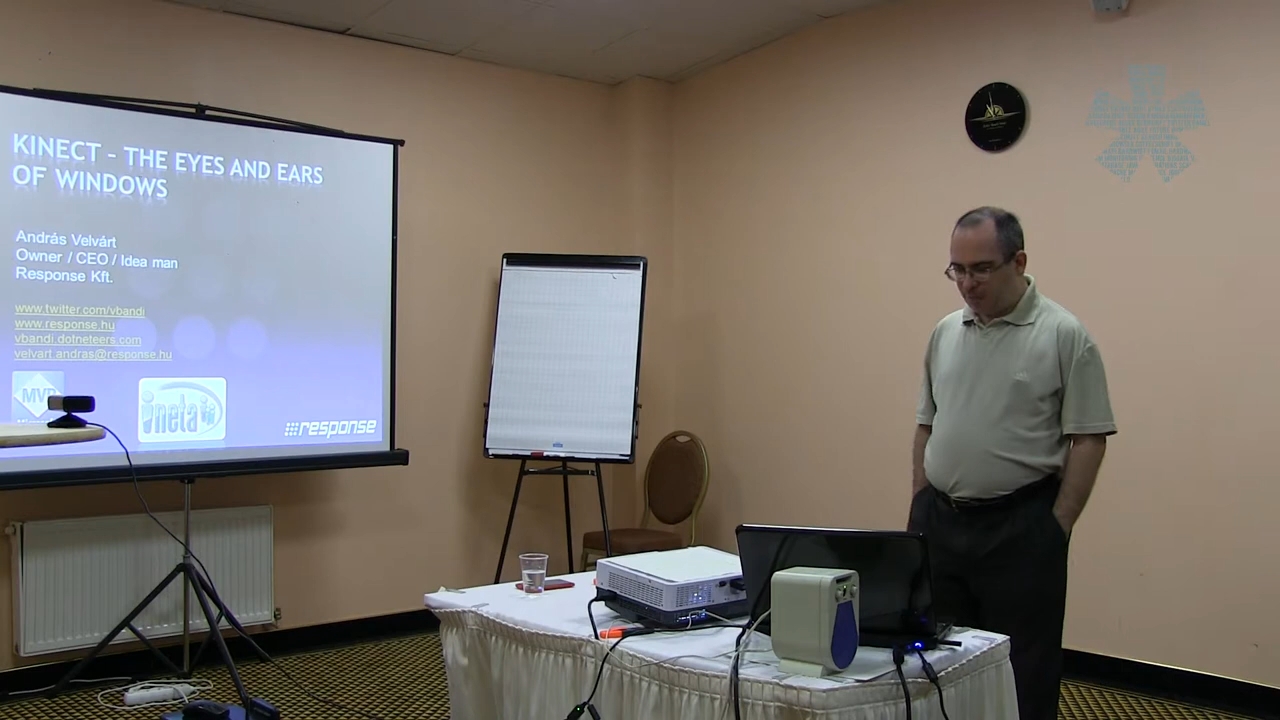 KINECT – THE EYES AND EARS
OF WINDOWS
András Velvárt
Owner / CEO / Idea man
Response Kft.
www.twitter.com/vbandi
www.response.hu
vbandi.dotneteers.com
velvart.andras@response.hu
MVP
ineta
response